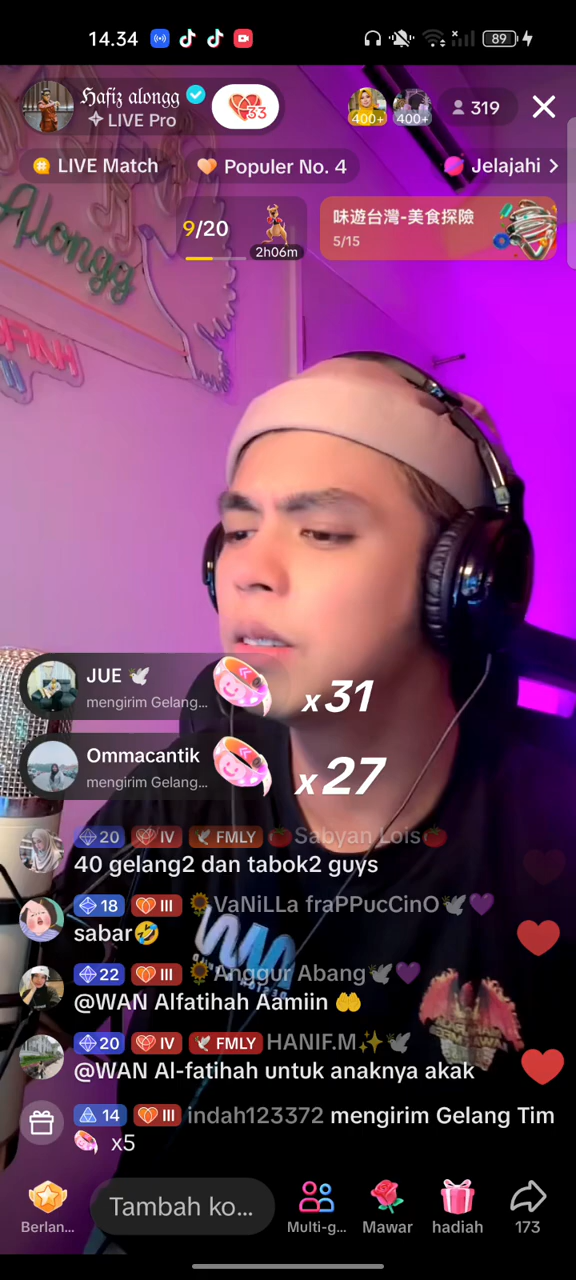 14.34
89
Hafiz alongg
LIVE Pro
33
400+
400+
319
LIVE Match
Populer No. 4
Jelajahi >
9/20
2h06m
味遊台灣-美食探險
5/15
Alongg
JUE 🕊️
mengirim Gelang...
x31
Ommacantik
mengirim Gelang...
x27
20 IV FMLY 🍅Sabyan Lois🍅
40 gelang2 dan tabok2 guys
18 III 🌻VaNiLLa fraPPucCinO🕊️💜
sabar🤣
22 III 🌻Anggur Abang🕊️💜
@WAN Alfatihah Aamiin 🤲
20 IV FMLY HANIF.M✨🕊️
@WAN Al-fatihah untuk anaknya akak
14 III indah123372 mengirim Gelang Tim
x5
Berlan...
Tambah ko...
Multi-g...
Mawar
hadiah
173